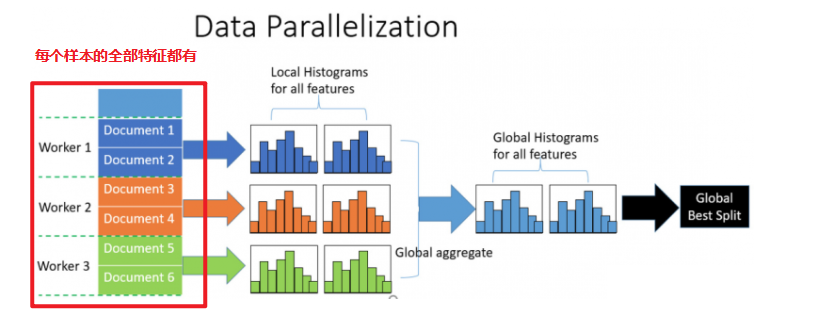 Data Parallelization
每个样本的全部特征都有
Local Histograms
for all features
Worker 1
Document 1
Document 2
Worker 2
Document 3
Document 4
Worker 3
Document 5
Document 6
Global aggregate
Global Histograms
for all features
Global
Best Split